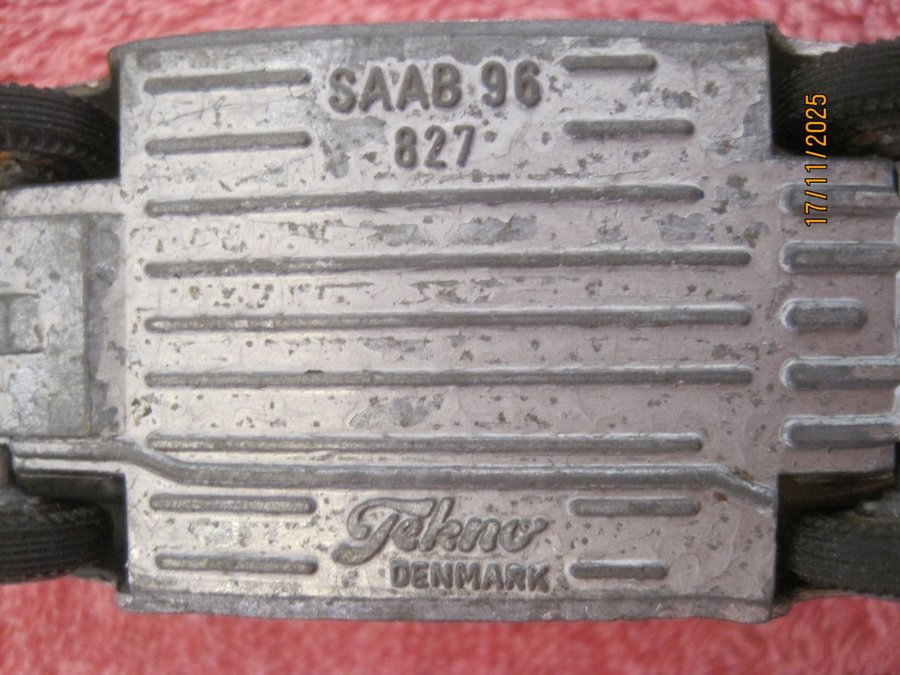 SAAB 96
827
Tekno
DENMARK
17/11/2025